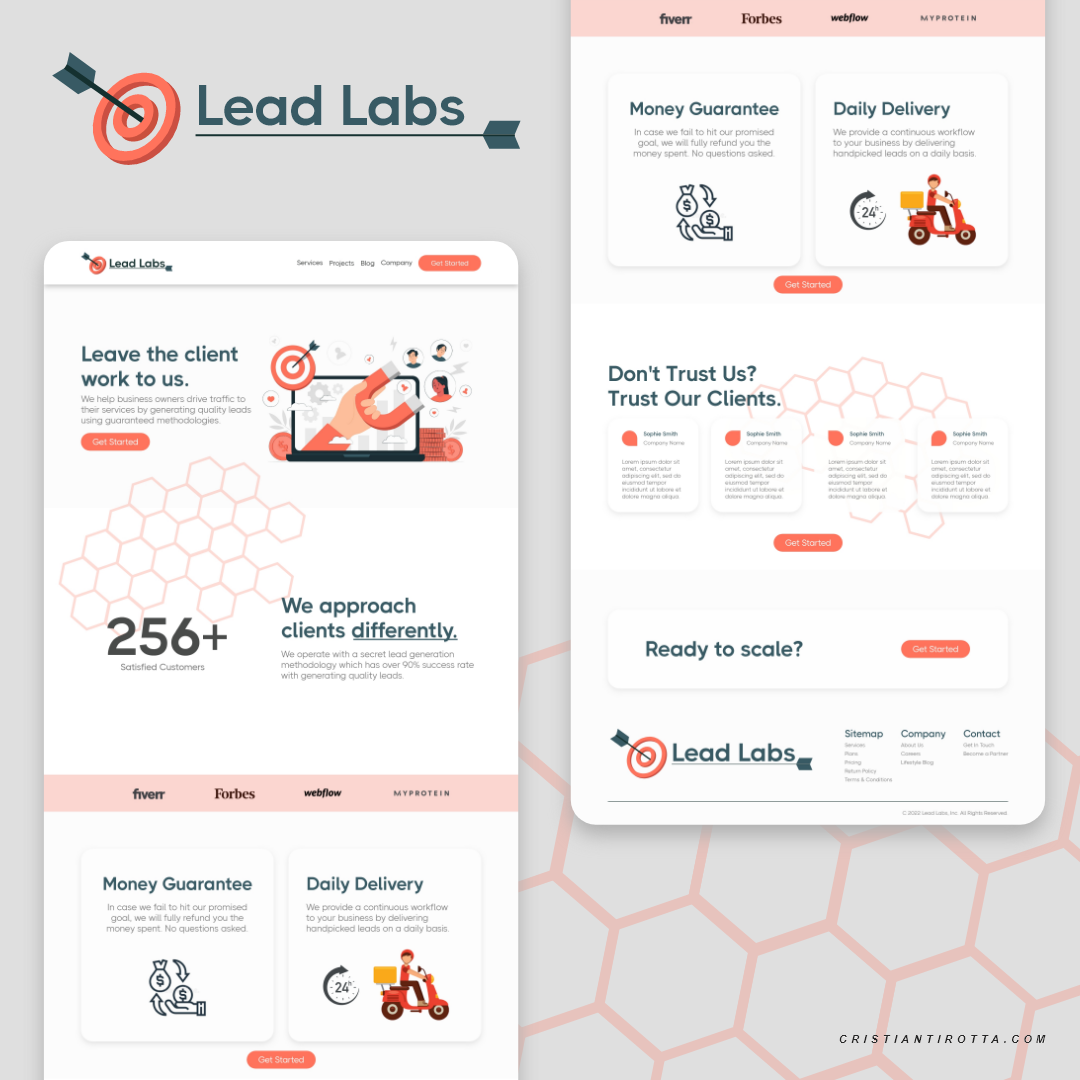 Lead Labs
Lead Labs
Services Projects Blog Company Get Started
Leave the client
work to us.
We help business owners drive traffic to
their services by generating quality leads
using guaranteed methodologies.
Get Started
256+
Satisfied Customers
We approach
clients differently.
We operate with a secret lead generation
methodology which has over 90% success rate
with generating quality leads.
fiverr Forbes webflow MYPROTEIN
Money Guarantee
In case we fail to hit our promised
goal, we will fully refund you the
money spent. No questions asked.
$
$
Daily Delivery
We provide a continuous workflow
to your business by delivering
handpicked leads on a daily basis.
24h
Get Started
fiverr Forbes webflow MYPROTEIN
Money Guarantee
In case we fail to hit our promised
goal, we will fully refund you the
money spent. No questions asked.
$
$
Daily Delivery
We provide a continuous workflow
to your business by delivering
handpicked leads on a daily basis.
24h
Get Started
Don't Trust Us?
Trust Our Clients.
Sophie Smith
Company Name
Lorem ipsum dolor sit
amet, consectetur
adipiscing elit, sed do
eiusmod tempor
incididunt ut labore et
dolore magna aliqua
Sophie Smith
Company Name
Lorem ipsum dolor sit
amet, consectetur
adipiscing elit, sed do
eiusmod tempor
incididunt ut labore et
dolore magna aliqua
Sophie Smith
Company Name
Lorem ipsum dolor sit
amet, consectetur
adipiscing elit, sed do
eiusmod tempor
incididunt ut labore et
dolore magna aliqua
Sophie Smith
Company Name
Lorem ipsum dolor sit
amet, consectetur
adipiscing elit, sed do
eiusmod tempor
incididunt ut labore et
dolore magna aliqua
Get Started
Ready to scale?
Get Started
Lead Labs
Sitemap
Services
Plans
Pricing
Return Policy
Terms & Conditions
Company
About Us
Careers
Lifestyle Blog
Contact
Get In Touch
Become a Partner
© 2022 Lead Labs, Inc. All Rights Reserved.
CRISTIANTIROTTA.COM